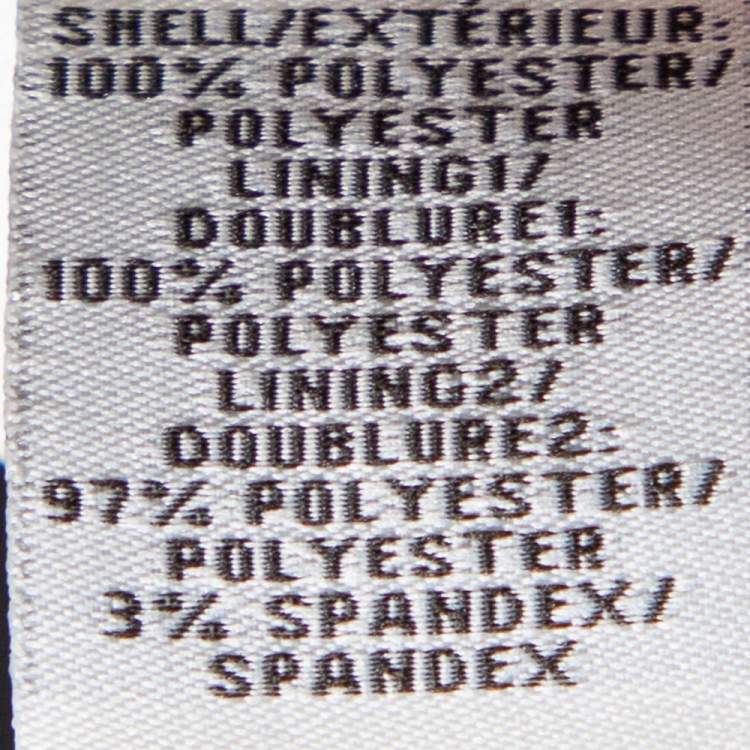 SHELL/EXTÉRIEUR:
100% POLYESTER/
POLYESTER
LINING1/
DOUBLURE1:
100% POLYESTER/
POLYESTER
LINING2/
DOUBLURE2:
97% POLYESTER/
POLYESTER
3% SPANDEX/
SPANDEX